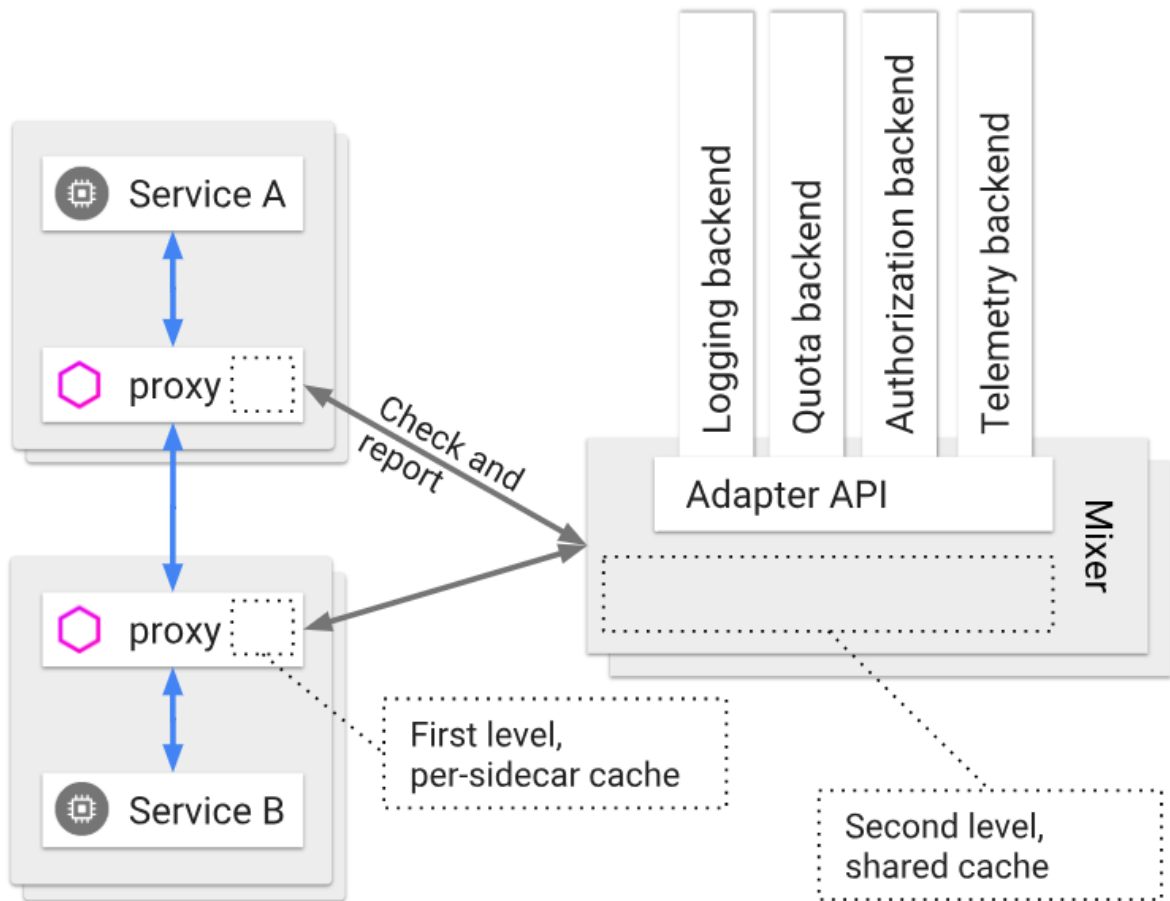 Service A
proxy
Check and
report
proxy
Service B
First level,
per-sidecar cache
Logging backend
Quota backend
Authorization backend
Telemetry backend
Adapter API
Mixer
Second level,
shared cache